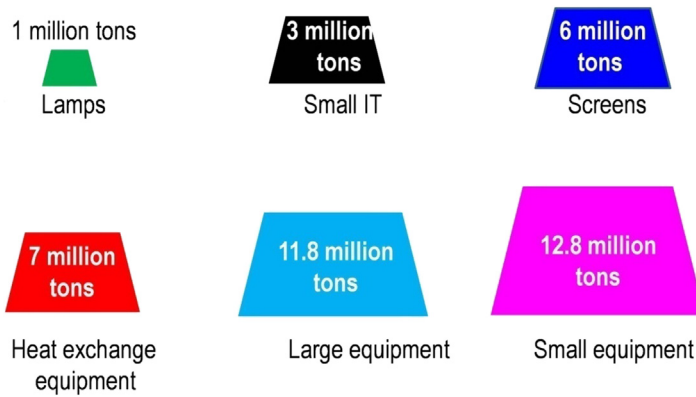 1 million tons
Lamps
3 million
tons
Small IT
6 million
tons
Screens
7 million
tons
Heat exchange
equipment
11.8 million
tons
Large equipment
12.8 million
tons
Small equipment